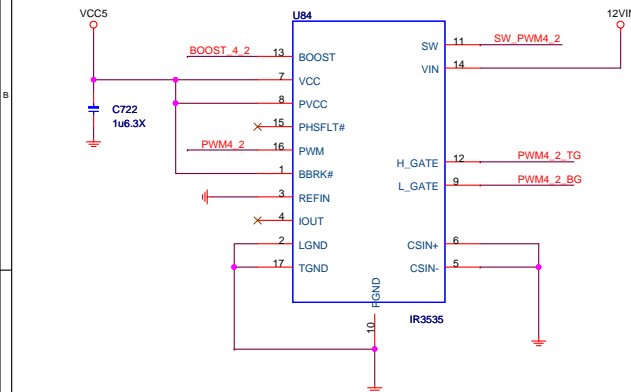 VCC5
U84
12VIN
BOOST_4_2 13 BOOST
SW 11 SW_PWM4_2
7 VCC
VIN 14
8 PVCC
B
C722
1u6.3X
15 PHSFLT#
PWM4_2 16 PWM
H_GATE 12 PWM4_2_TG
1 BBRK#
L_GATE 9 PWM4_2_BG
3 REFIN
4 IOUT
2 LGND
CSIN+ 6
17 TGND
CSIN- 5
PGND
10
IR3535